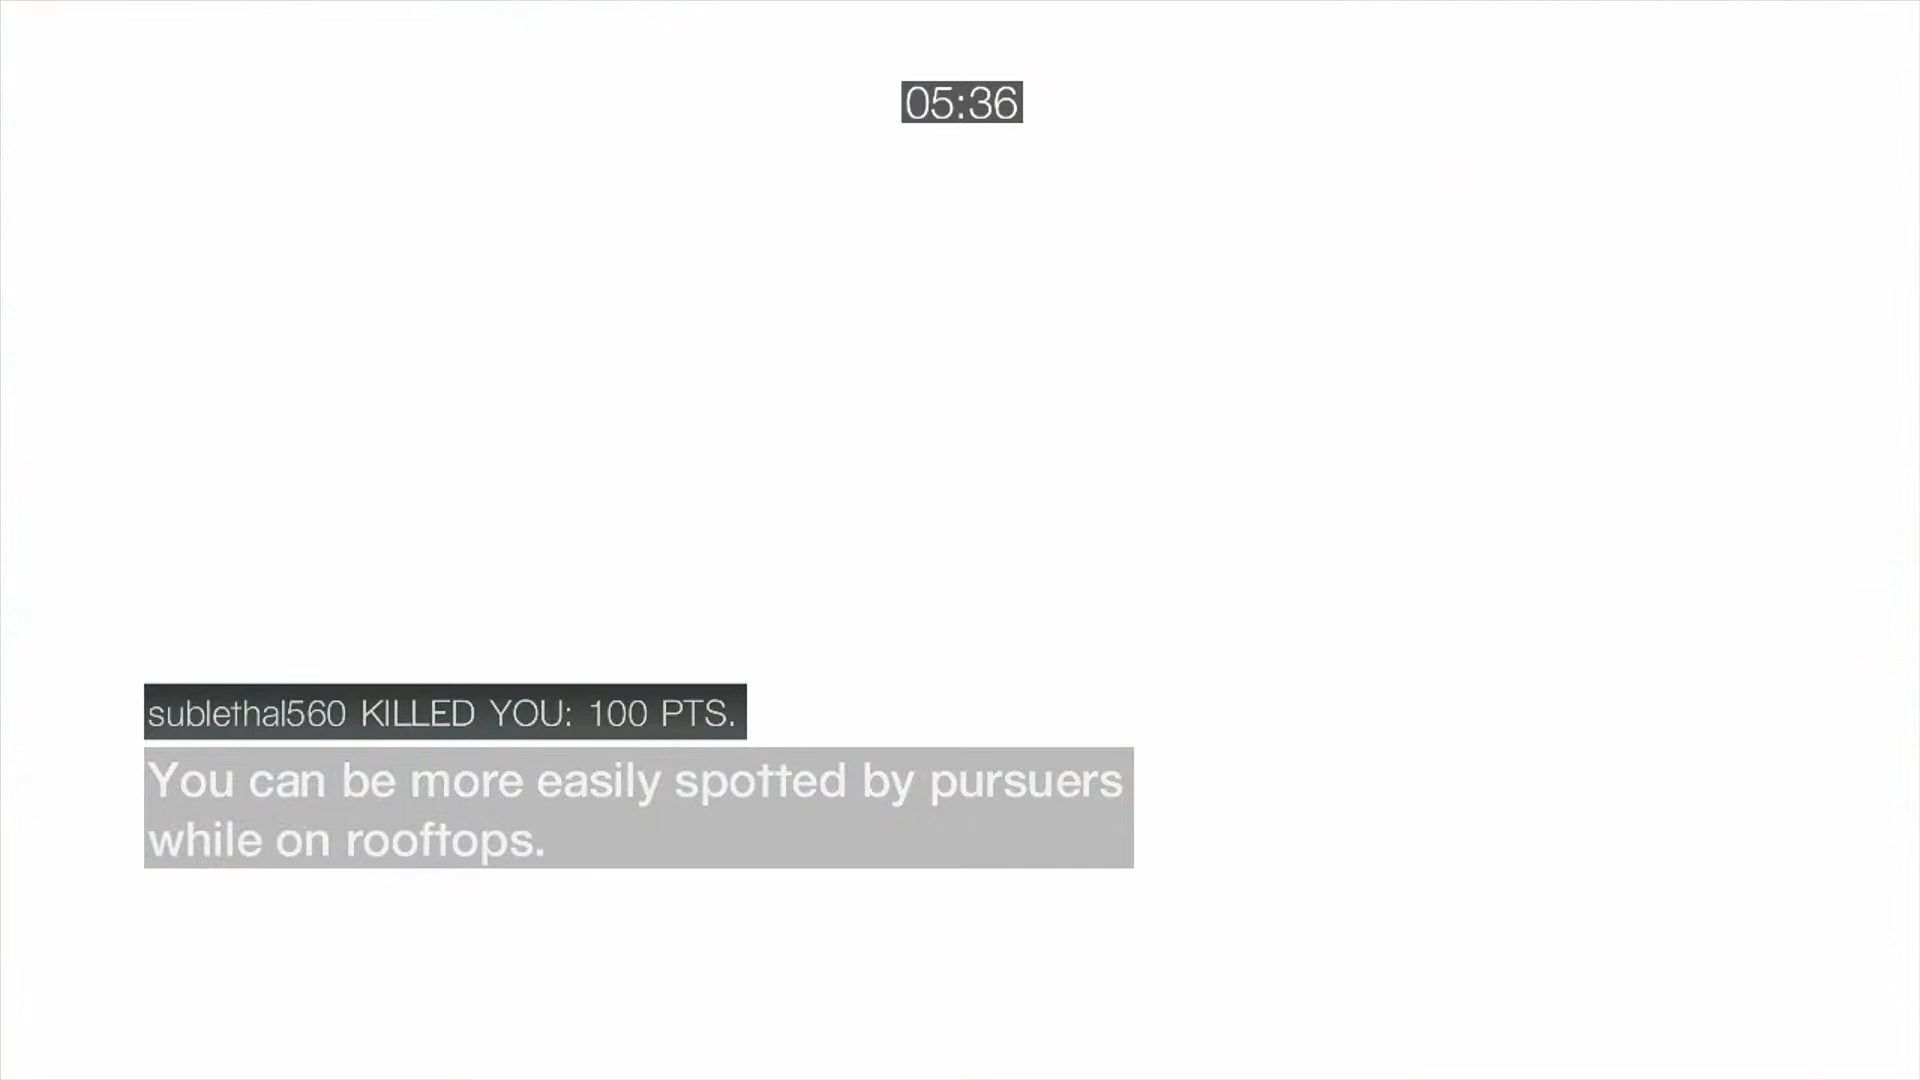 05:36
sublethal560 KILLED YOU: 100 PTS.
You can be more easily spotted by pursuers
while on rooftops.